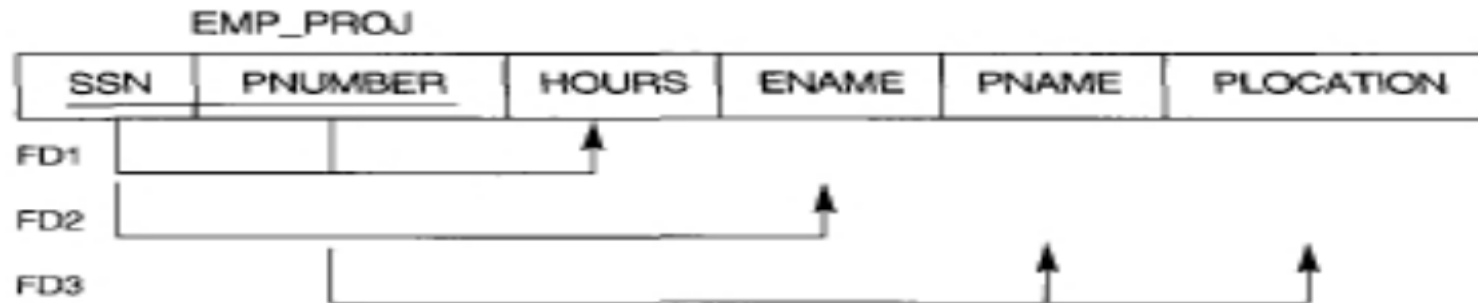 EMP_PROJ
SSN PNUMBER HOURS ENAME PNAME PLOCATION
FD1
FD2
FD3